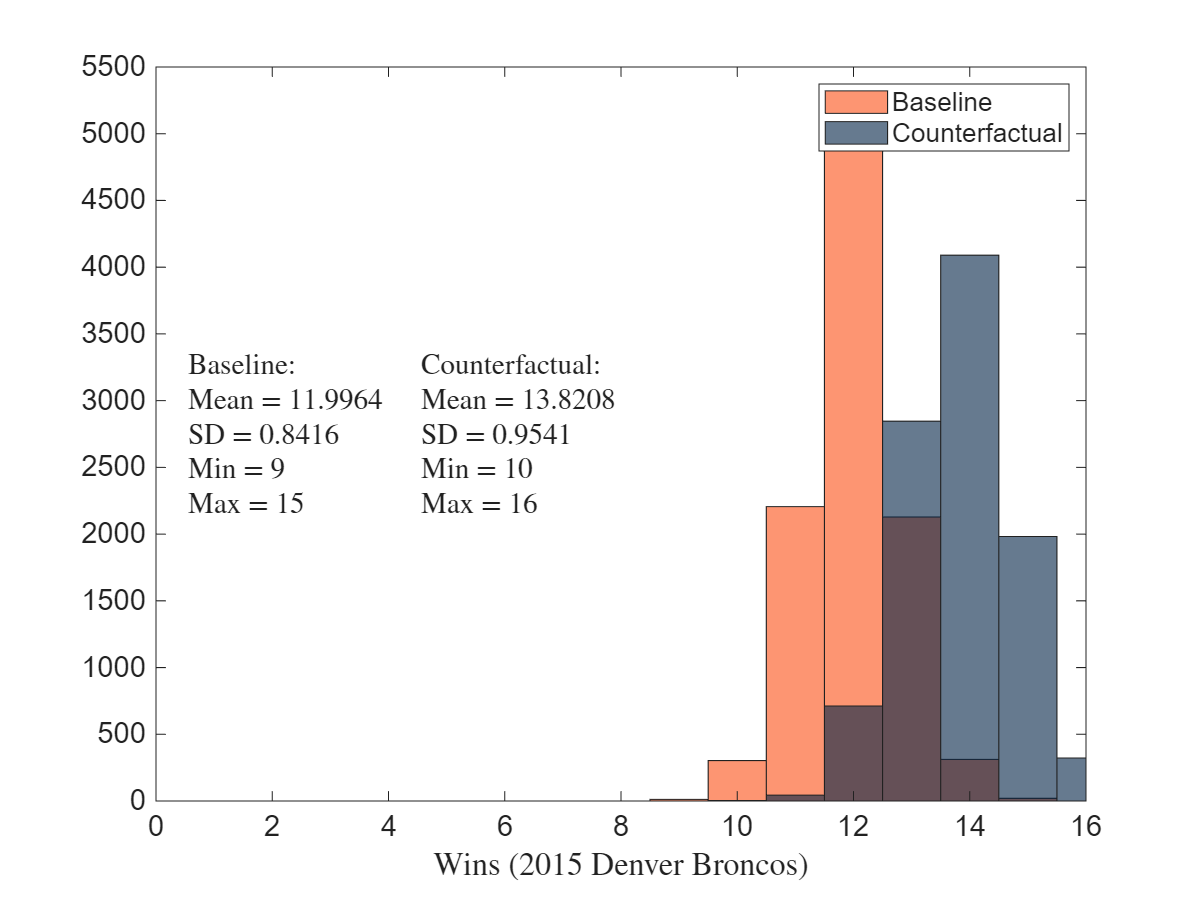 5500
5000
4500
4000
3500
3000
2500
2000
1500
1000
500
0
Baseline
Counterfactual
Baseline:
Mean = 11.9964
SD = 0.8416
Min = 9
Max = 15
Counterfactual:
Mean = 13.8208
SD = 0.9541
Min = 10
Max = 16
0 2 4 6 8 10 12 14 16
Wins (2015 Denver Broncos)